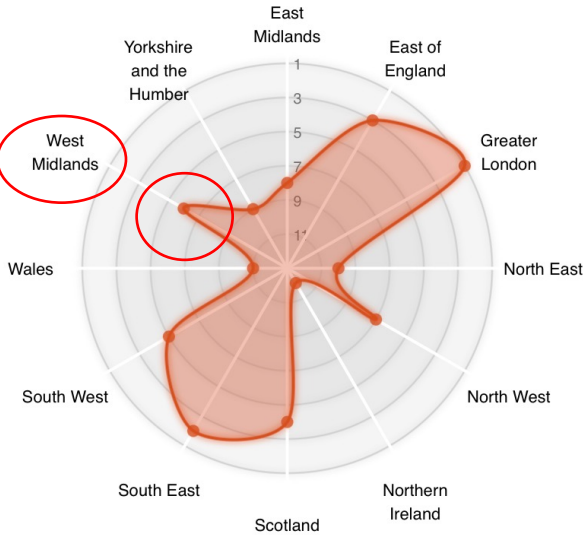 East
Midlands
Yorkshire
and the
Humber
East of
England
1
3
5
7
9
11
West
Midlands
Greater
London
Wales
North East
South West
North West
South East
Northern
Ireland
Scotland